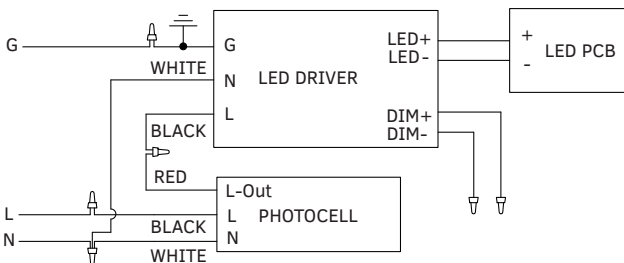 G
G
WHITE
N
LED DRIVER
L
BLACK
LED+
LED-
DIM+
DIM-
+
-
LED PCB
RED
L-Out
L
L
PHOTOCELL
BLACK
N
N
WHITE